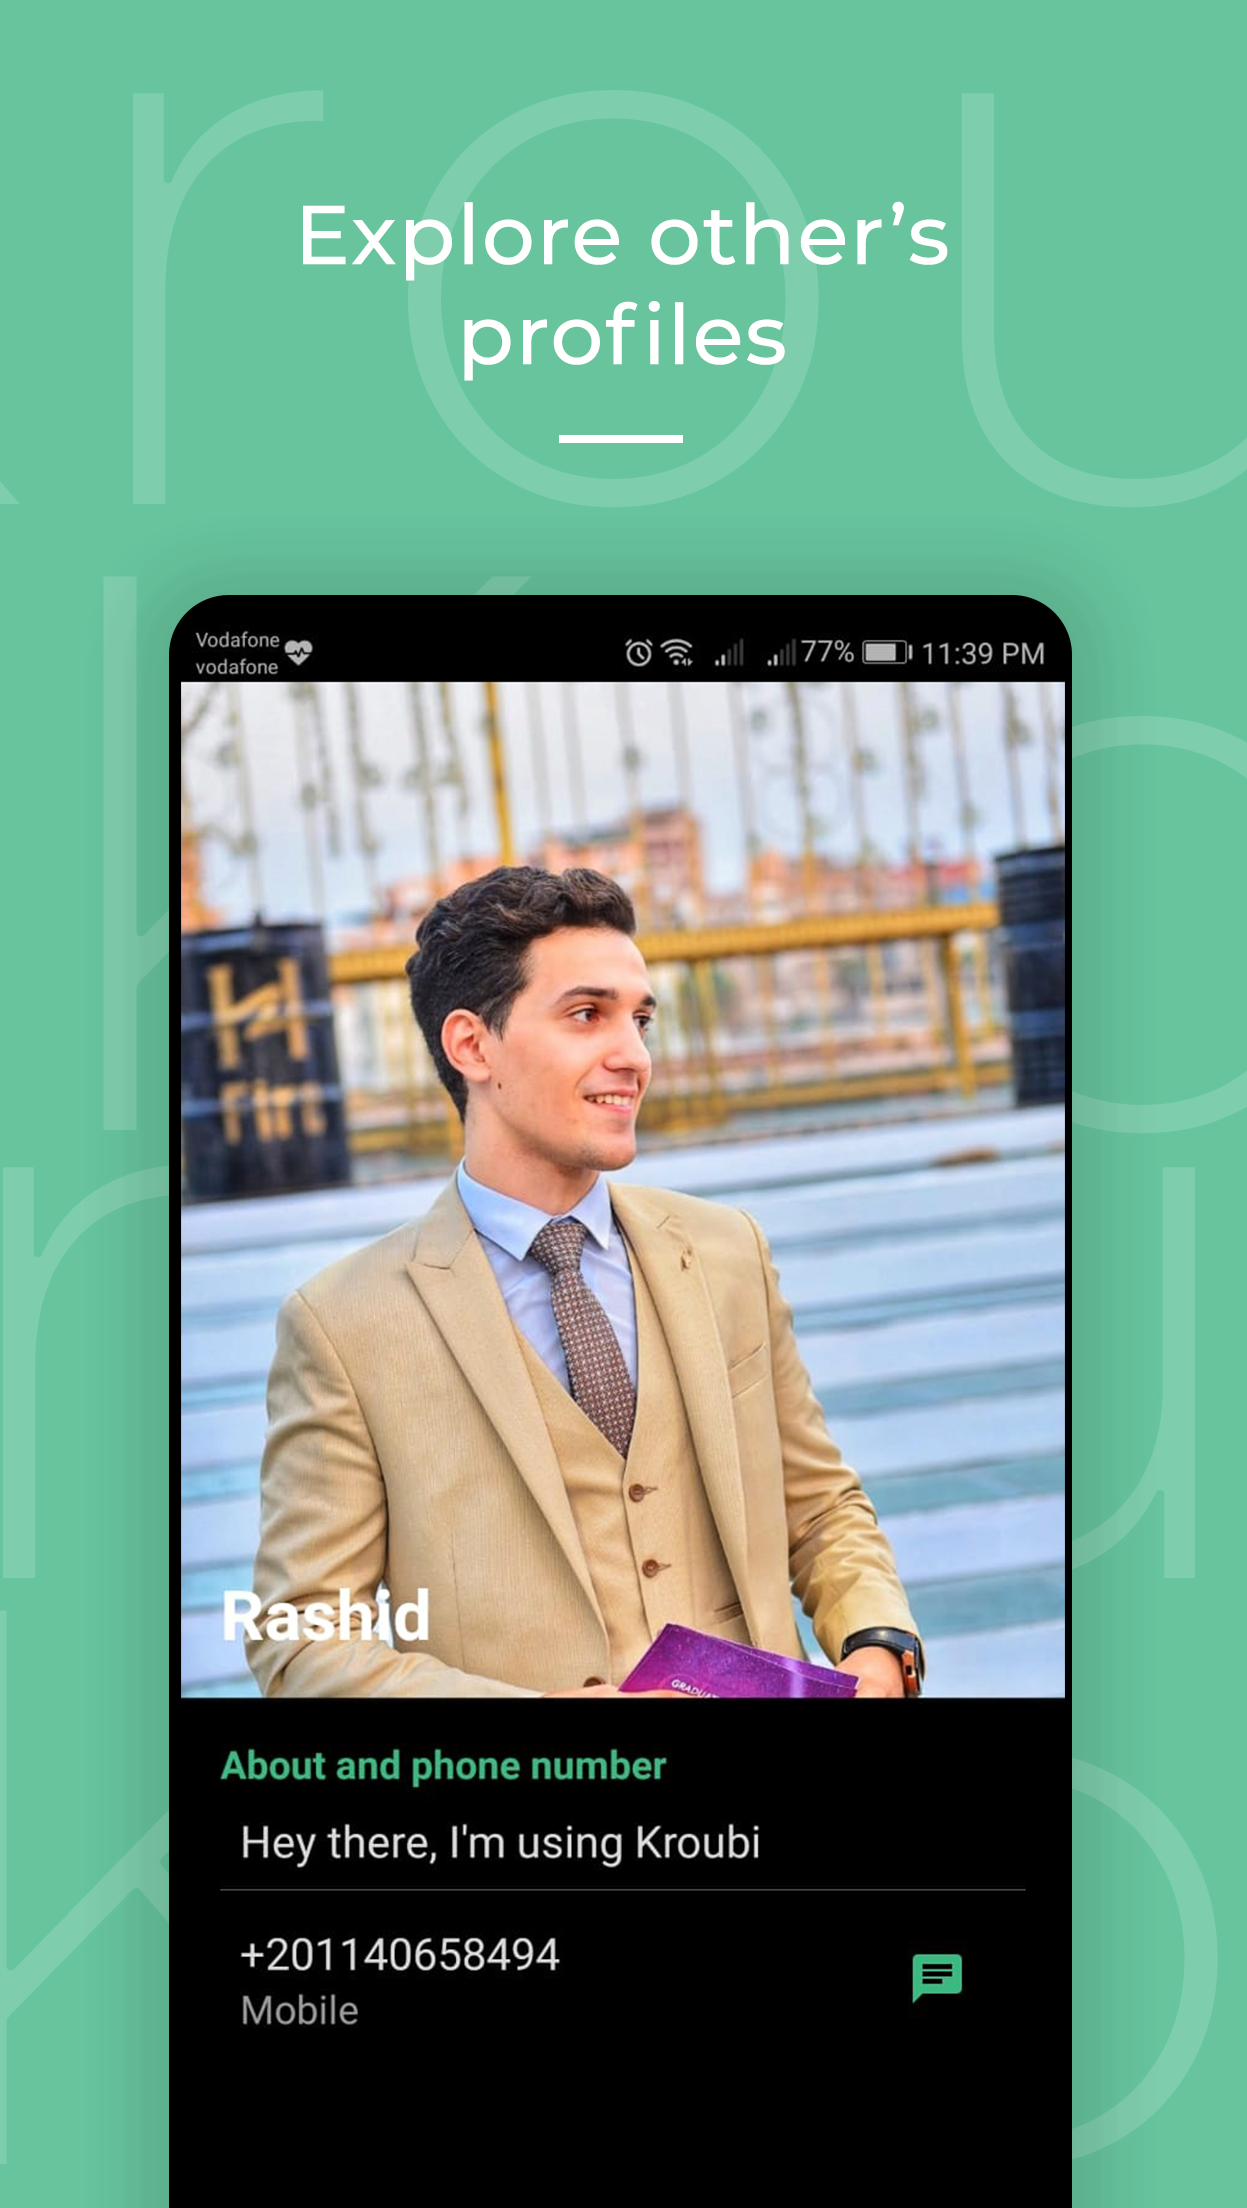 Explore other’s
profiles
Vodafone
vodafone
77% 11:39 PM
Rashid
About and phone number
Hey there, I'm using Kroubi
+201140658494
Mobile